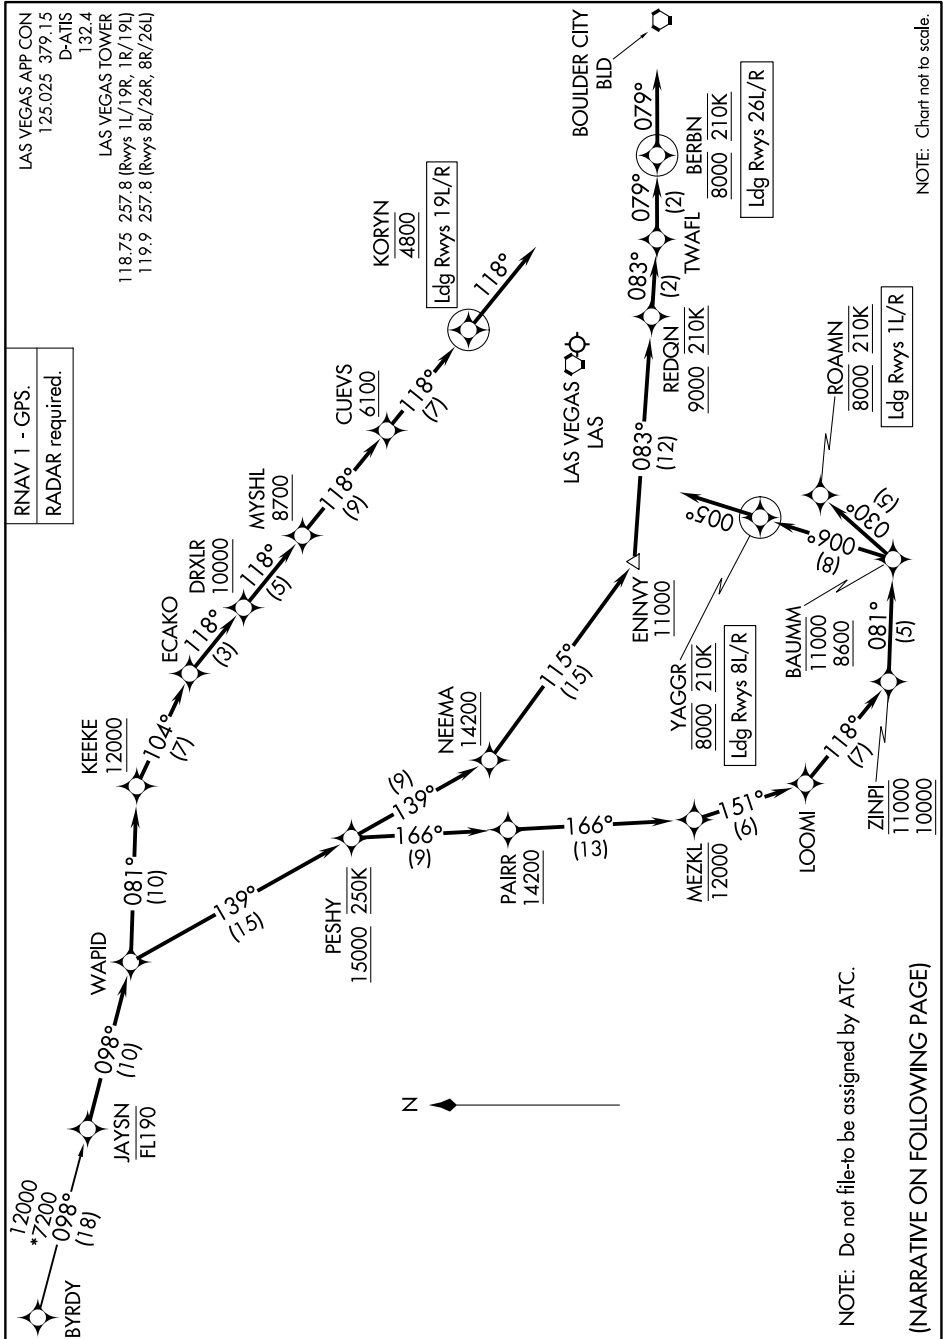 LAS VEGAS APP CON
125.025 379.15
D-ATIS
132.4
LAS VEGAS TOWER
118.75 257.8 (Rwys 1L/19R, 1R/19L)
119.9 257.8 (Rwys 8L/26R, 8R/26L)
RNAV 1 - GPS.
RADAR required.
12000
*7200
098°
(18)
BYRDY
JAYSN
FL190
098°
(10)
WAPID
081°
(10)
KEEKE
12000
104°
(7)
ECAKO
118°
(3)
DRXLR
10000
118°
(5)
MYSHL
8700
118°
(9)
CUEVS
6100
118°
(7)
KORYN
4800
Ldg Rwys 19L/R
118°
139°
(15)
PESHY
15000 250K
139°
(9)
NEEMA
14200
115°
(15)
ENNVY
11000
083°
(12)
LAS VEGAS
LAS
REDQN
9000 210K
083°
(2)
TWAFL
079°
(2)
BERBN
8000 210K
Ldg Rwys 26L/R
079°
BOULDER CITY
BLD
166°
(9)
PAIRR
14200
166°
(13)
MEZKL
12000
151°
(6)
LOOMI
118°
(7)
ZINPI
11000
10000
081°
(5)
BAUMM
11000
8600
006°
(8)
YAGGR
8000 210K
Ldg Rwys 8L/R
005°
030°
(5)
ROAMN
8000 210K
Ldg Rwys 1L/R
N
NOTE: Do not file-to be assigned by ATC.
(NARRATIVE ON FOLLOWING PAGE)
NOTE: Chart not to scale.